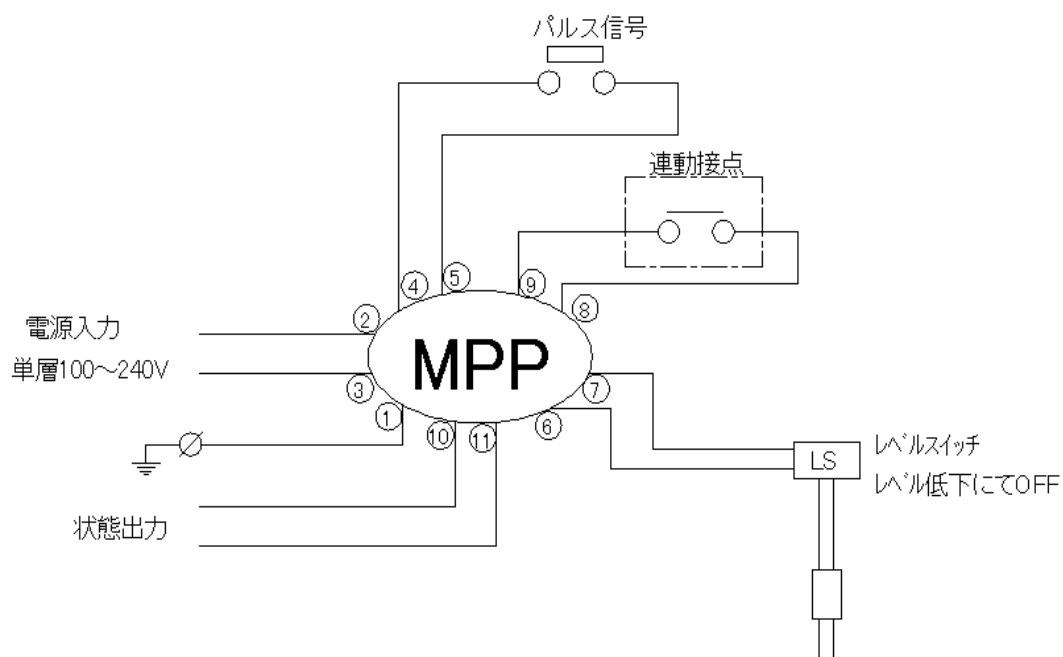 パルス信号
連動接点
④
⑤
⑨
⑧
②
電源入力
単層100～240V
③
MPP
⑦
①
⑩
⑪
⑥
LS
レベルスイッチ
レベル低下にてOFF
状態出力